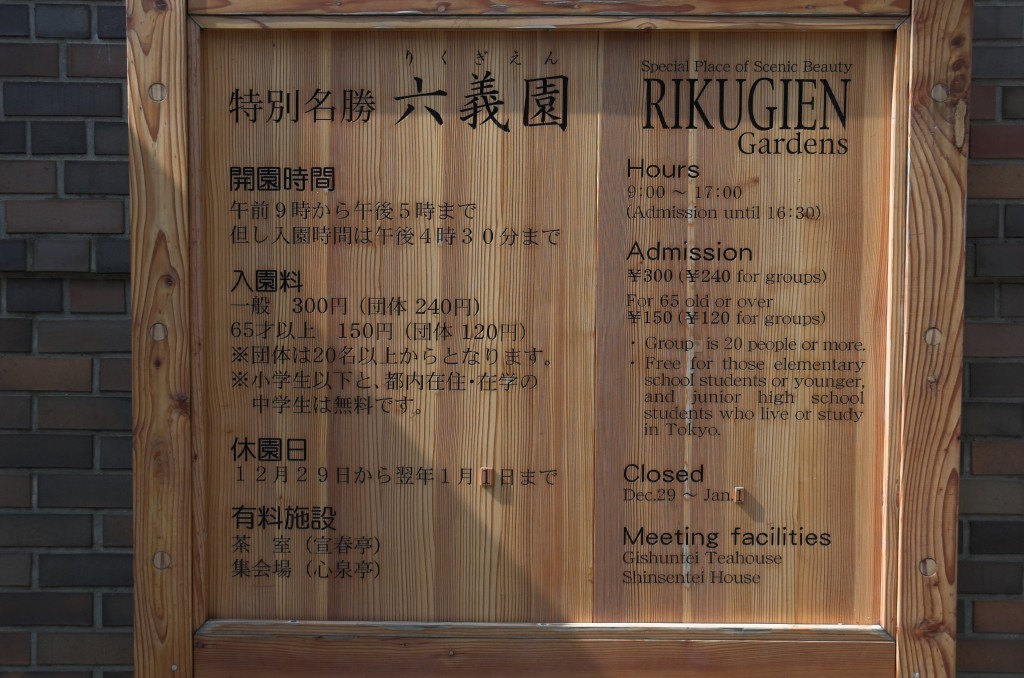 りくぎえん
特別名勝 六義園
開園時間
午前９時から午後５時まで
但し入園時間は午後４時３０分まで
入園料
一般　300円（団体 240円）
65才以上　150円（団体 120円）
※団体は20名以上からとなります。
※小学生以下と、都内在住・在学の
中学生は無料です。
休園日
１２月２９日から翌年１月１日まで
有料施設
茶　室（宜春亭）
集会場（心泉亭）
Special Place of Scenic Beauty
RIKUGIEN
Gardens
Hours
9:00 ～ 17:00
(Admission until 16:30)
Admission
¥300 (¥240 for groups)
For 65 old or over
¥150 (¥120 for groups)
・Group is 20 people or more.
・Free for those elementary
school students or younger,
and junior high school
students who live or study
in Tokyo.
Closed
Dec.29 ～ Jan.1
Meeting facilities
Gishuntei Teahouse
Shinsentei House